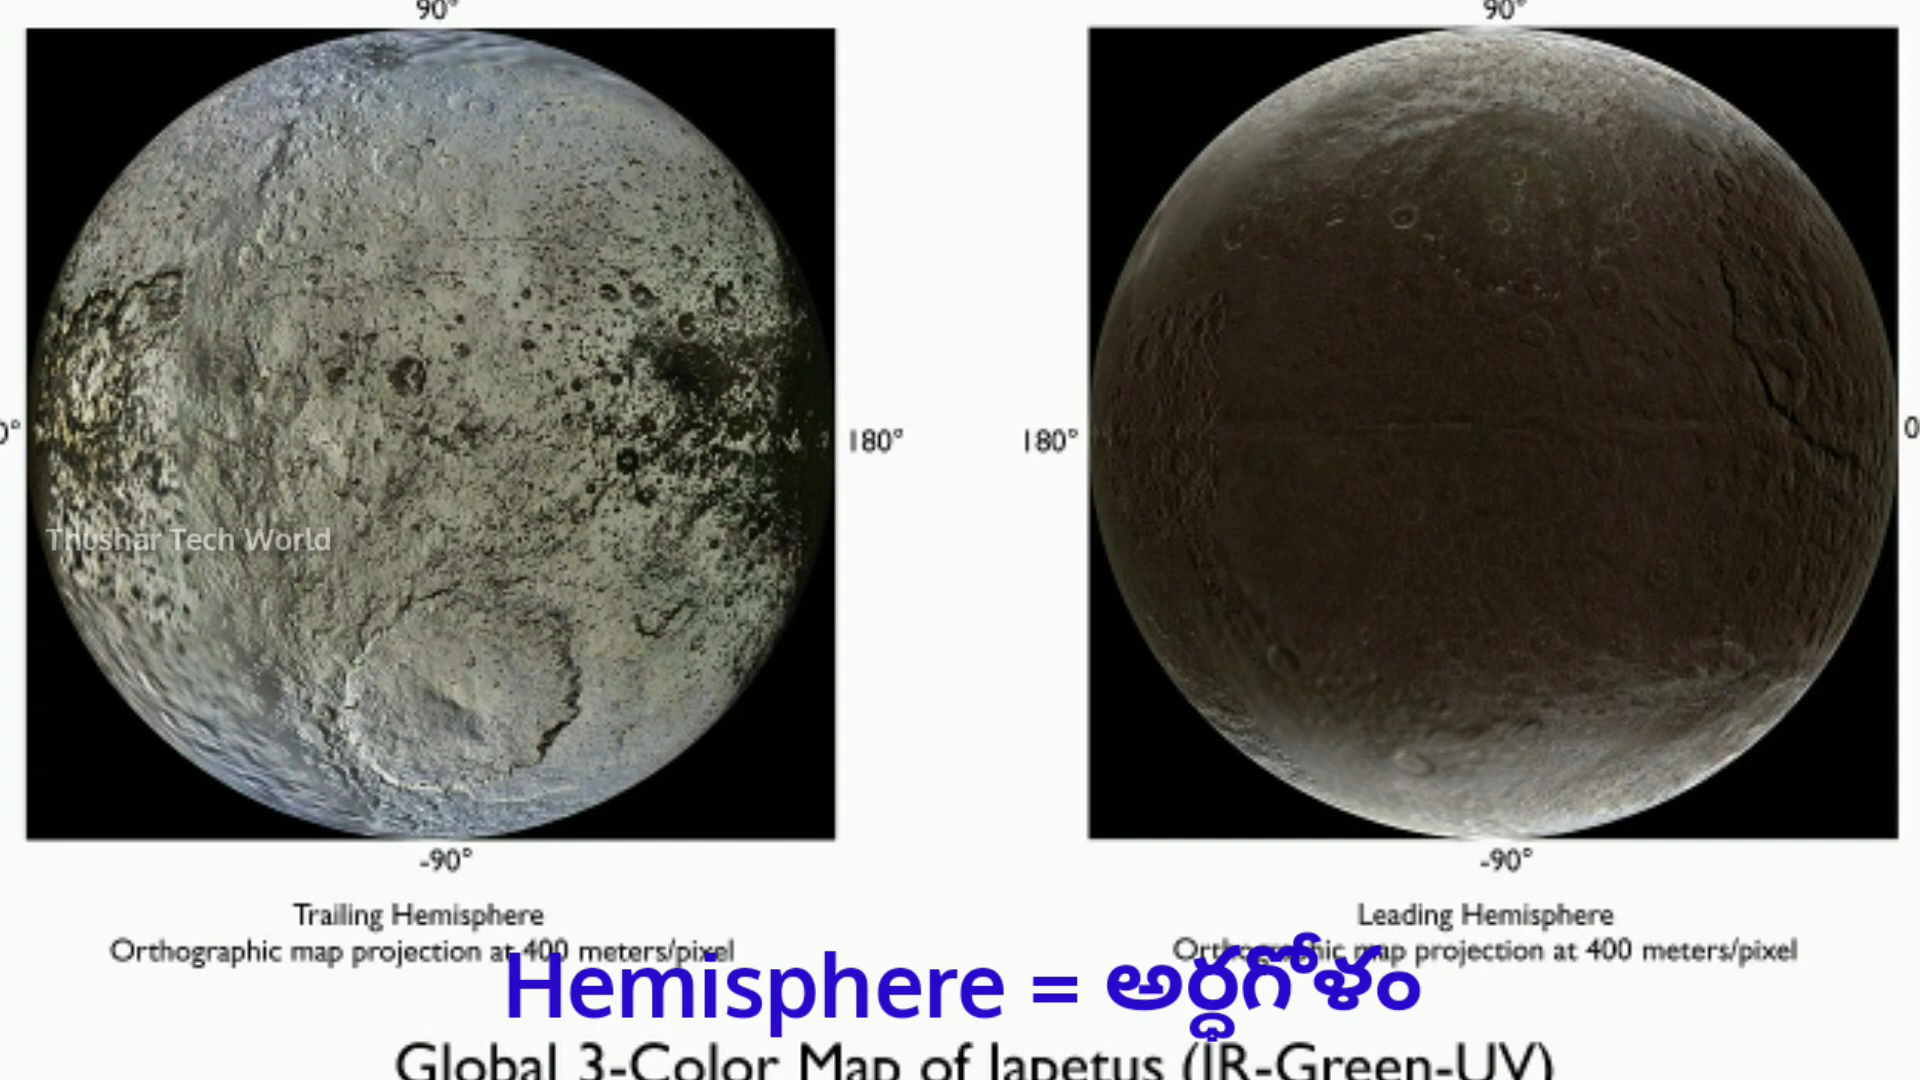 90°
90°
180°
180°
Thushar Tech World
-90°
-90°
Trailing Hemisphere
Orthographic map projection at 400 meters/pixel
Leading Hemisphere
Orthographic map projection at 400 meters/pixel
Hemisphere = అర్ధగోళం
Global 3-Color Map of Iapetus (IR-Green-UV)